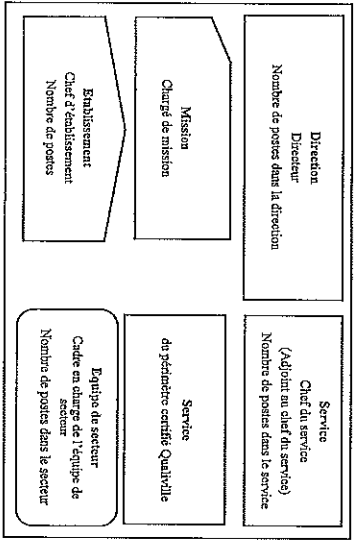 Direction
Directeur
Nombre de postes dans la direction
Service
Chef du service
(Adjoint au chef du service)
Nombre de postes dans le service
Mission
Chargé de mission
Service
du périmètre certifié Qualiville
Etablissement
Chef d'établissement
Nombre de postes
Equipe de secteur
Cadre en charge de l'équipe de
secteur
Nombre de postes dans le secteur